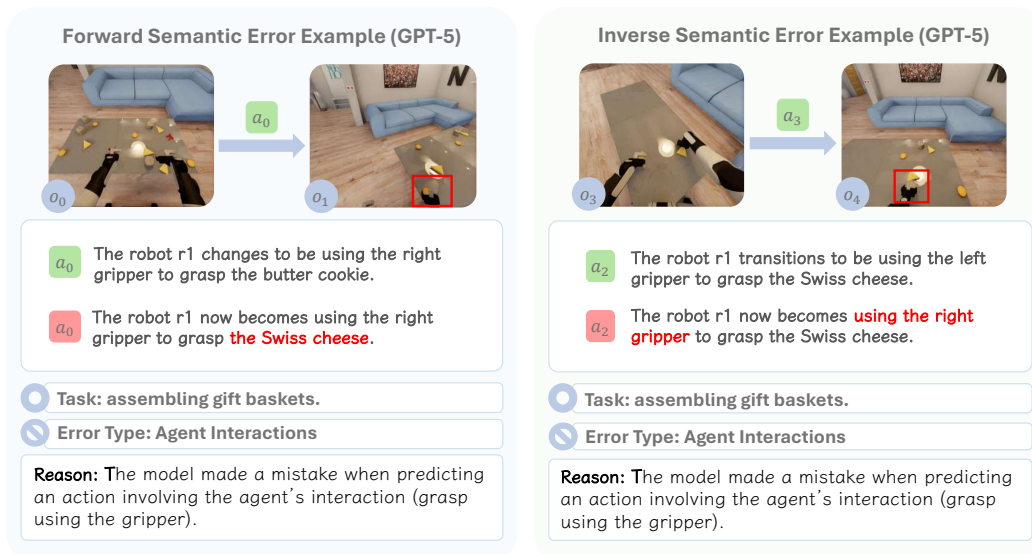 Forward Semantic Error Example (GPT-5)
a0
o0
o1
a0 The robot r1 changes to be using the right
gripper to grasp the butter cookie.
a0 The robot r1 now becomes using the right
gripper to grasp the Swiss cheese.
Task: assembling gift baskets.
Error Type: Agent Interactions
Reason: The model made a mistake when predicting
an action involving the agent's interaction (grasp
using the gripper).
Inverse Semantic Error Example (GPT-5)
N
a3
o3
o4
a2 The robot r1 transitions to be using the left
gripper to grasp the Swiss cheese.
a2 The robot r1 now becomes using the right
gripper to grasp the Swiss cheese.
Task: assembling gift baskets.
Error Type: Agent Interactions
Reason: The model made a mistake when predicting
an action involving the agent's interaction (grasp
using the gripper).